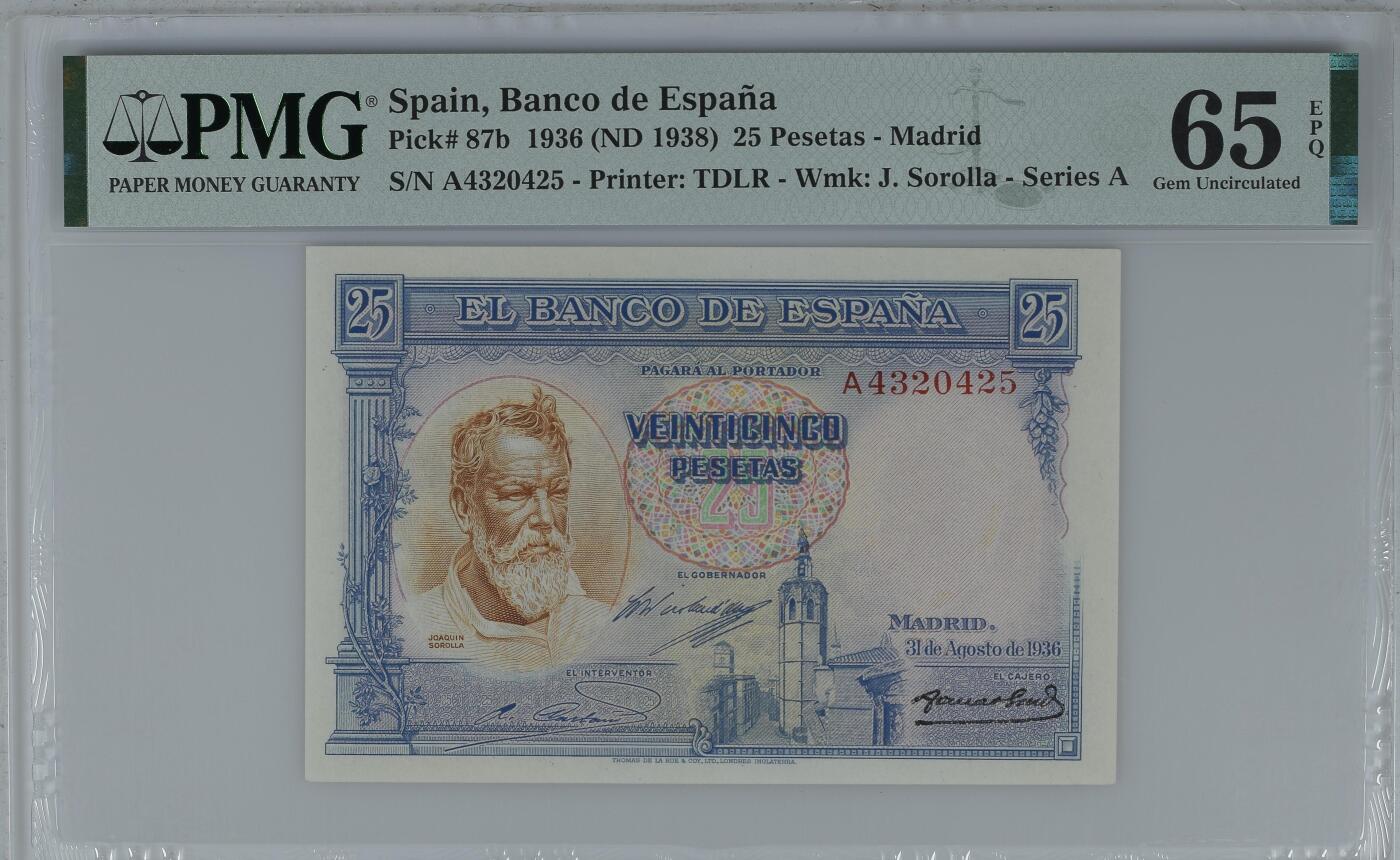 PMG®
PAPER MONEY GUARANTY
Spain, Banco de España
Pick# 87b 1936 (ND 1938) 25 Pesetas - Madrid
S/N A4320425 - Printer: TDLR - Wmk: J. Sorolla - Series A
65
EPQ
Gem Uncirculated
25 EL BANCO DE ESPAÑA 25
PAGARÁ AL PORTADOR
A4320425
VEINTICINCO
PESETAS
25
EL GOBERNADOR
MADRID.
31 de Agosto de 1936
JOAQUIN
SOROLLA
EL INTERVENTOR
EL CAJERO
THOMAS DE LA RUE & COY., LTD., LONDRES INGLATERRA.